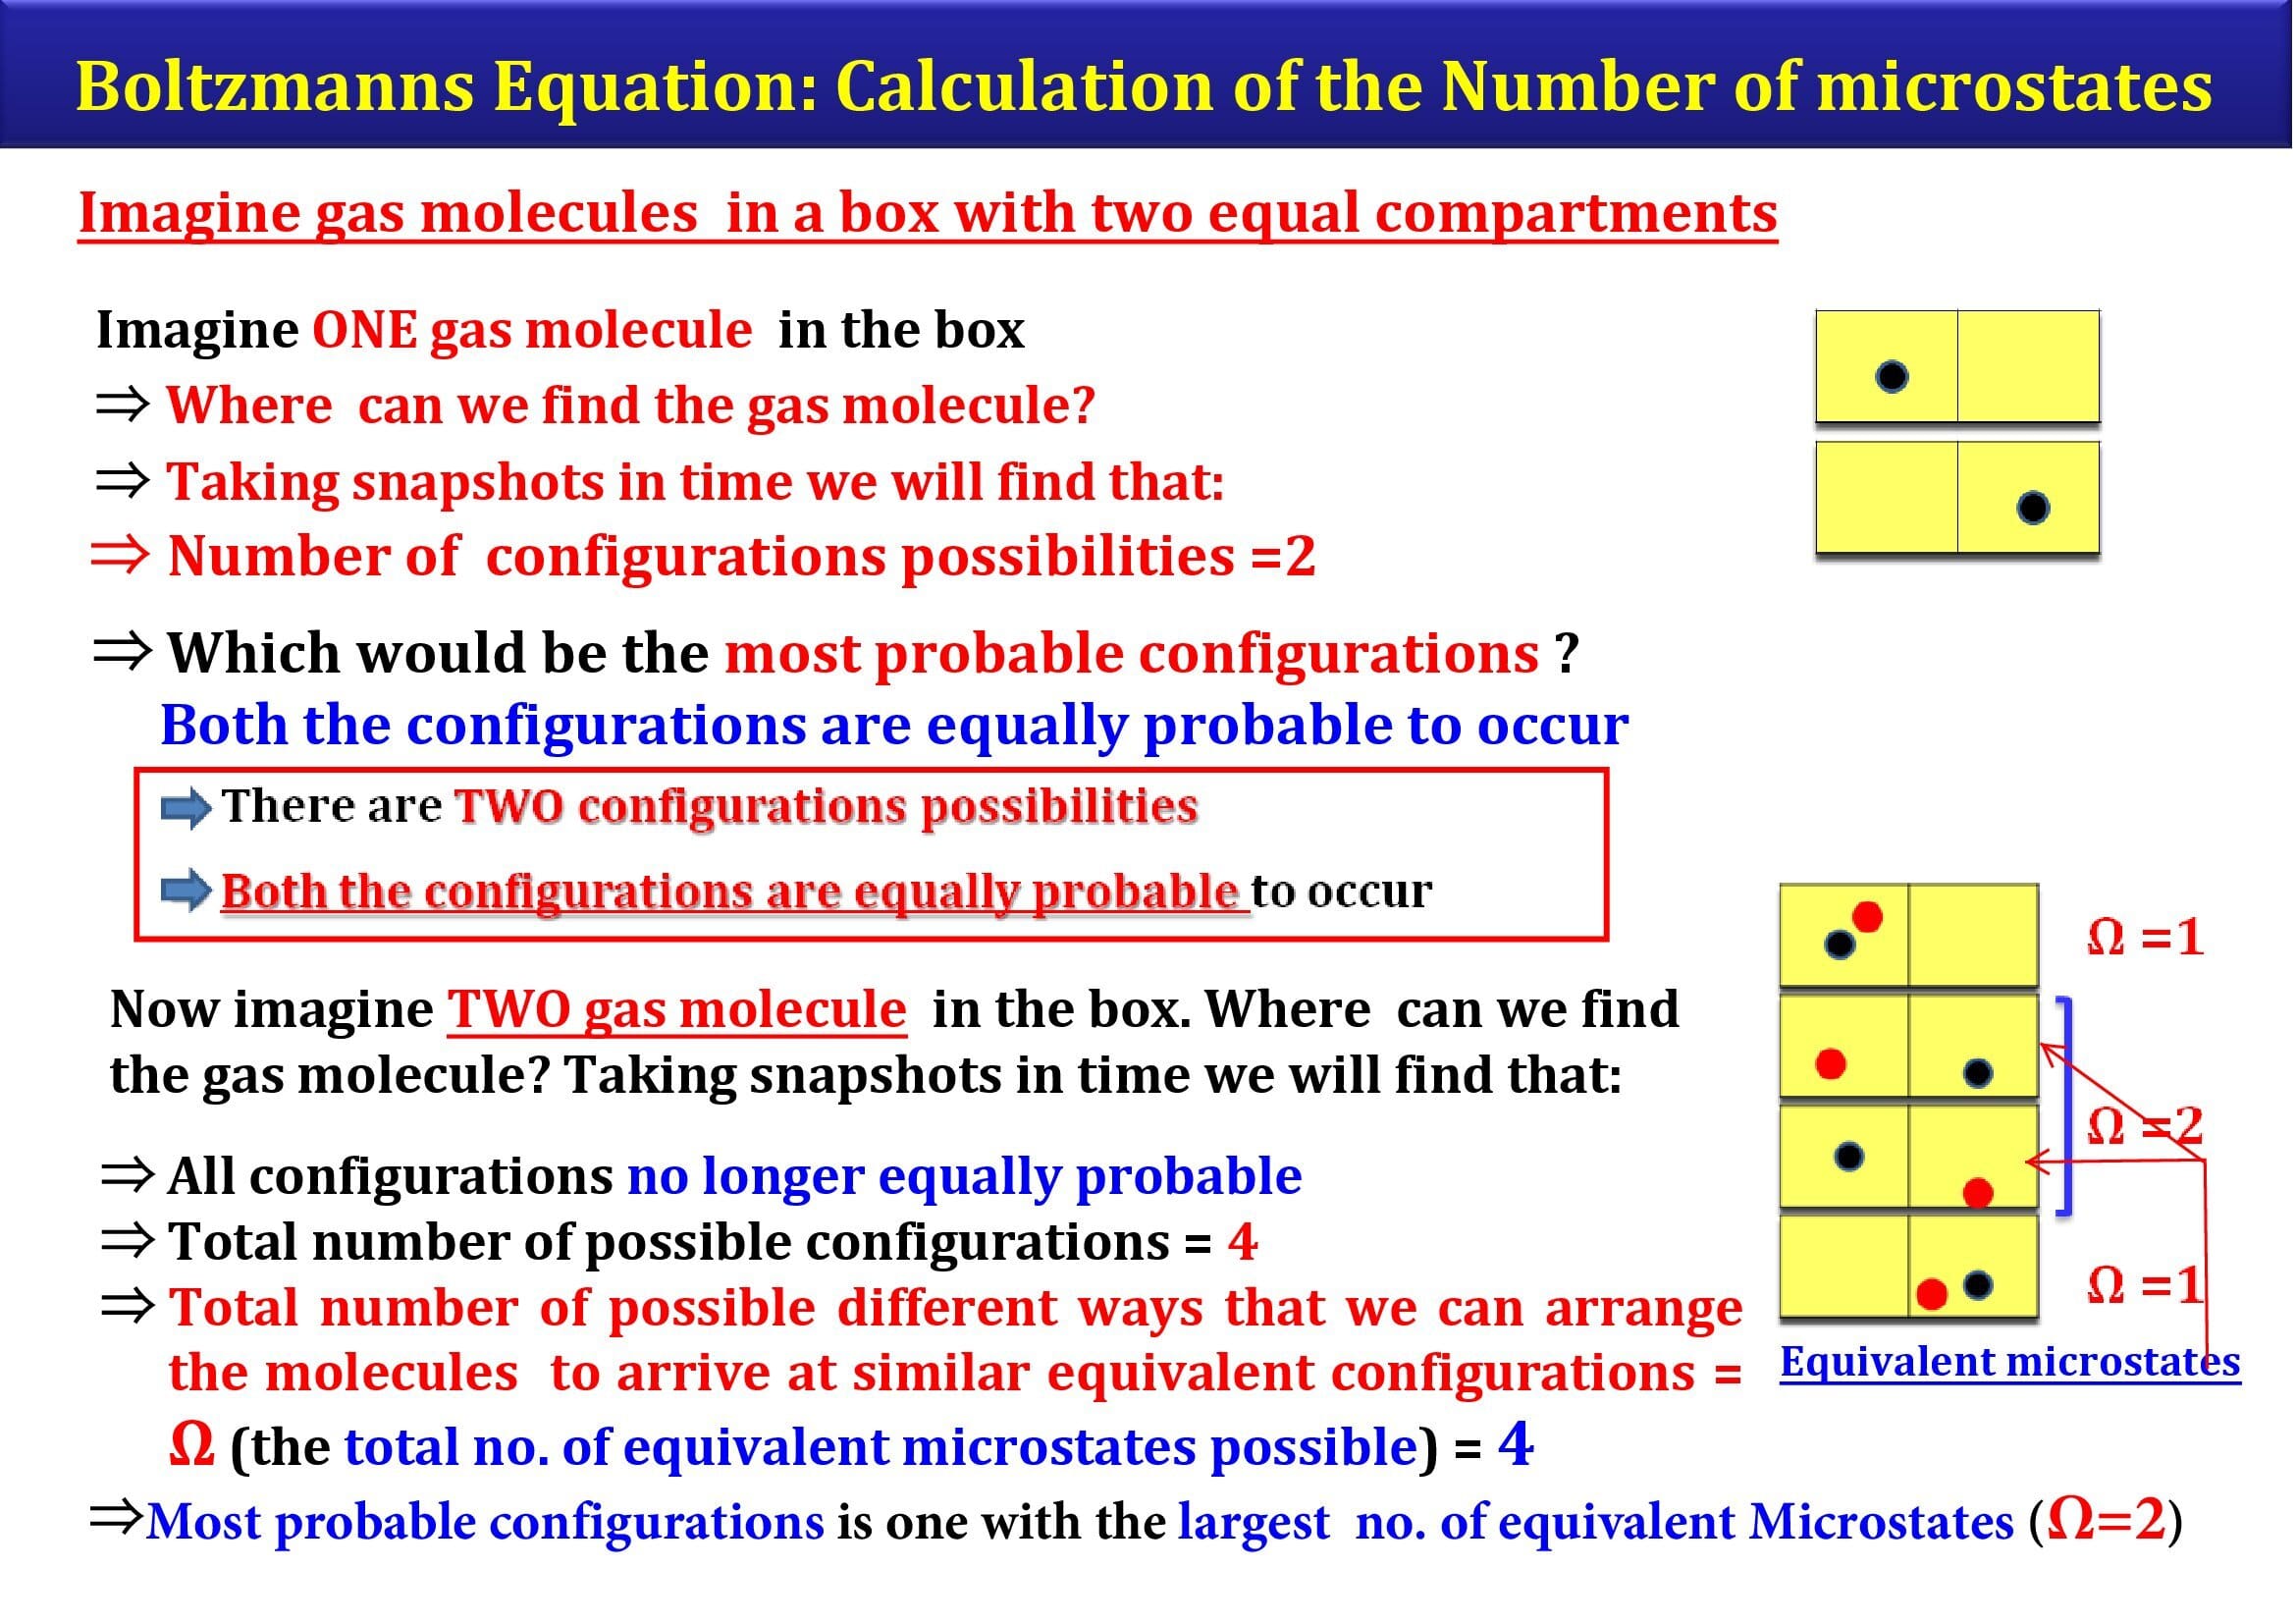 Boltzmanns Equation: Calculation of the Number of microstates
Imagine gas molecules in a box with two equal compartments
Imagine ONE gas molecule in the box
⇒ Where can we find the gas molecule?
⇒ Taking snapshots in time we will find that:
⇒ Number of configurations possibilities =2
⇒ Which would be the most probable configurations ?
Both the configurations are equally probable to occur
There are TWO configurations possibilities
Both the configurations are equally probable to occur
Now imagine TWO gas molecule in the box. Where can we find
the gas molecule? Taking snapshots in time we will find that:
⇒ All configurations no longer equally probable
⇒ Total number of possible configurations = 4
⇒ Total number of possible different ways that we can arrange
the molecules to arrive at similar equivalent configurations =
Ω (the total no. of equivalent microstates possible) = 4
⇒Most probable configurations is one with the largest no. of equivalent Microstates (Ω=2)
Ω =1
Ω =2
Ω =1
Equivalent microstates